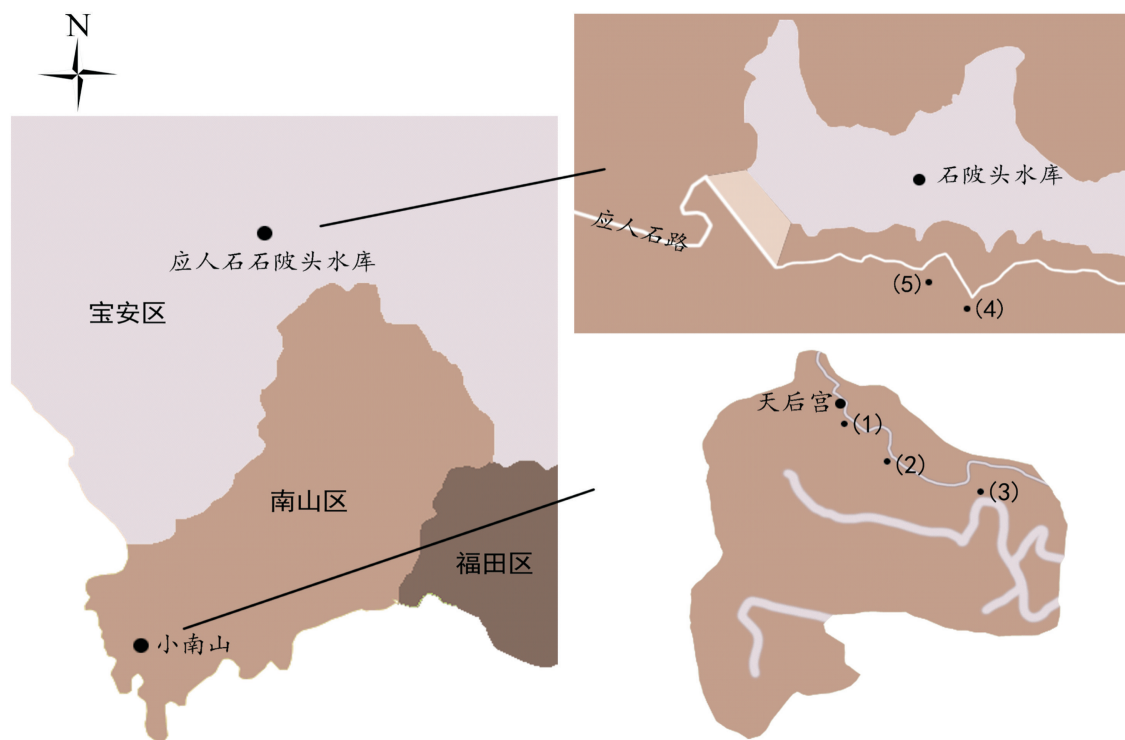 N
应人石石陂头水库
宝安区
南山区
福田区
小南山
石陂头水库
应人石路
(5)
(4)
天后宫
(1)
(2)
(3)